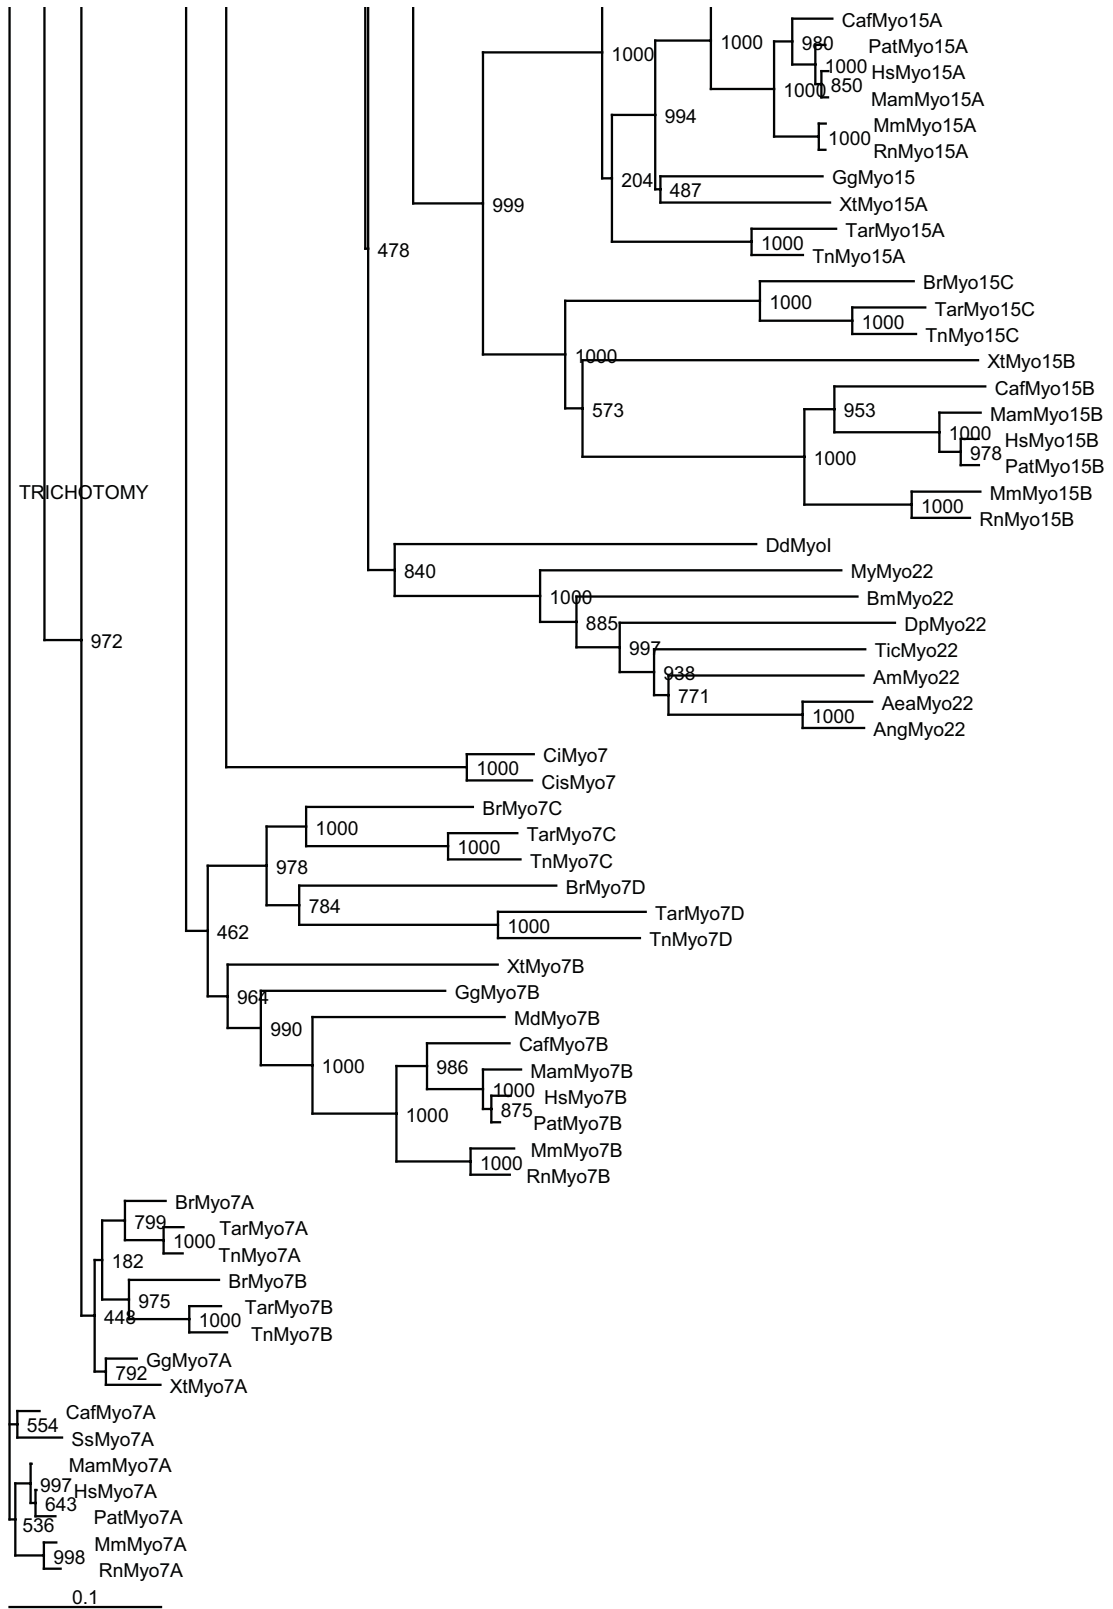 CafMyo15A
980
PatMyo15A
1000
1000
HsMyo15A
1000
850
MamMyo15A
994
MmMyo15A
1000
RnMyo15A
GgMyo15
204
487
XtMyo15A
999
TarMyo15A
1000
TnMyo15A
478
BrMyo15C
1000
TarMyo15C
1000
TnMyo15C
1000
XtMyo15B
CafMyo15B
573
953
MamMyo15B
1000
HsMyo15B
978
1000
PatMyo15B
TRICHOTOMY
MmMyo15B
1000
RnMyo15B
DdMyoI
840
MyMyo22
1000
BmMyo22
885
DpMyo22
972
997
TicMyo22
938
AmMyo22
771
AeaMyo22
1000
AngMyo22
CiMyo7
1000
CisMyo7
BrMyo7C
1000
TarMyo7C
1000
TnMyo7C
978
BrMyo7D
784
TarMyo7D
1000
462
TnMyo7D
XtMyo7B
964
GgMyo7B
990
MdMyo7B
CafMyo7B
1000
986
MamMyo7B
1000
HsMyo7B
875
1000
PatMyo7B
MmMyo7B
1000
RnMyo7B
BrMyo7A
799
TarMyo7A
1000
TnMyo7A
182
BrMyo7B
975
TarMyo7B
448
1000
TnMyo7B
GgMyo7A
792
XtMyo7A
CafMyo7A
554
SsMyo7A
MamMyo7A
997
HsMyo7A
643
PatMyo7A
536
MmMyo7A
998
RnMyo7A
0.1